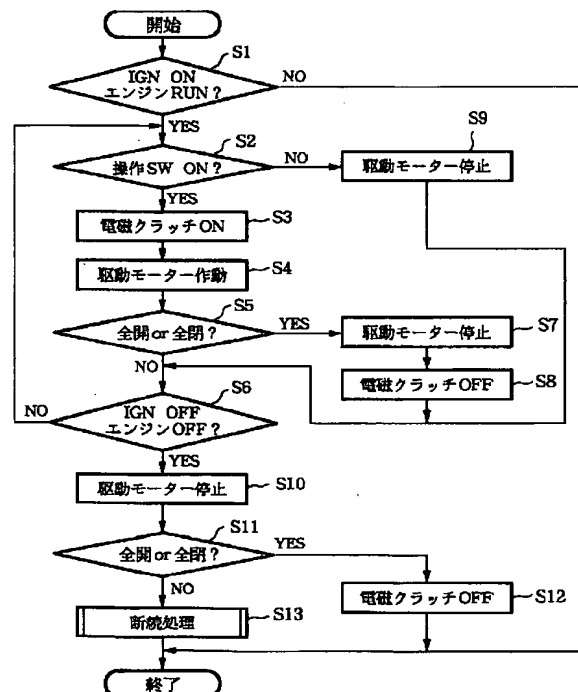 開始
S1
IGN ON
エンジンRUN?
NO
YES
S2
操作SW ON?
NO
S9
駆動モーター停止
YES
S3
電磁クラッチON
S4
駆動モーター作動
S5
全開or全閉?
YES
S7
駆動モーター停止
NO
S8
電磁クラッチOFF
S6
NO
IGN OFF
エンジンOFF?
YES
S10
駆動モーター停止
S11
全開or全閉?
YES
NO
S12
電磁クラッチOFF
S13
断続処理
終了